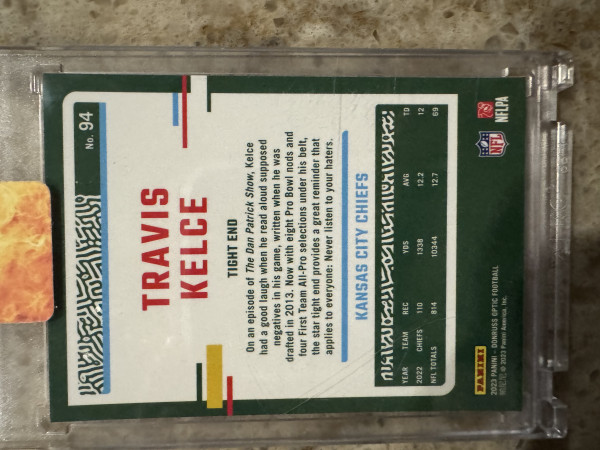 No. 94
TRAVIS
KELCE
TIGHT END
On an episode of The Dan Patrick Show, Kelce
had a good laugh when he read aloud supposed
negatives in his game, written when he was
drafted in 2013. Now with eight Pro Bowl nods and
four First Team All-Pro selections under his belt,
the star tight end provides a great reminder that
applies to everyone: Never listen to your haters.
KANSAS CITY CHIEFS
YEAR TEAM REC YDS AVG TD
2022 CHIEFS 110 1338 12.2 12
NFL TOTALS 814 10344 12.7 69
PANINI
2023 PANINI - DONRUSS OPTIC FOOTBALL
© 2023 Panini America, Inc.
NFL
NFLPA